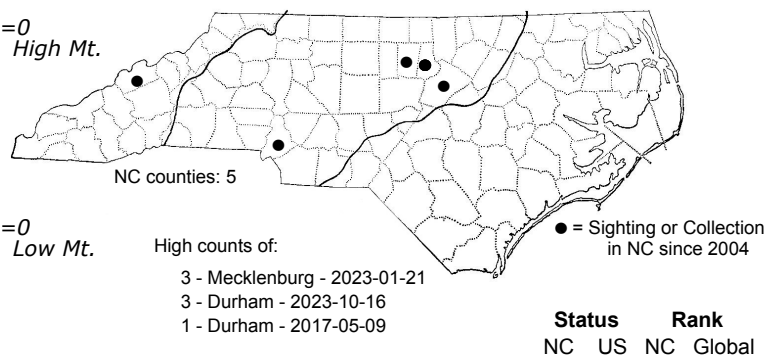 =0
High Mt.
NC counties: 5
=0
Low Mt.
High counts of:
3 - Mecklenburg - 2023-01-21
3 - Durham - 2023-10-16
1 - Durham - 2017-05-09
● = Sighting or Collection
in NC since 2004
Status Rank
NC US NC Global